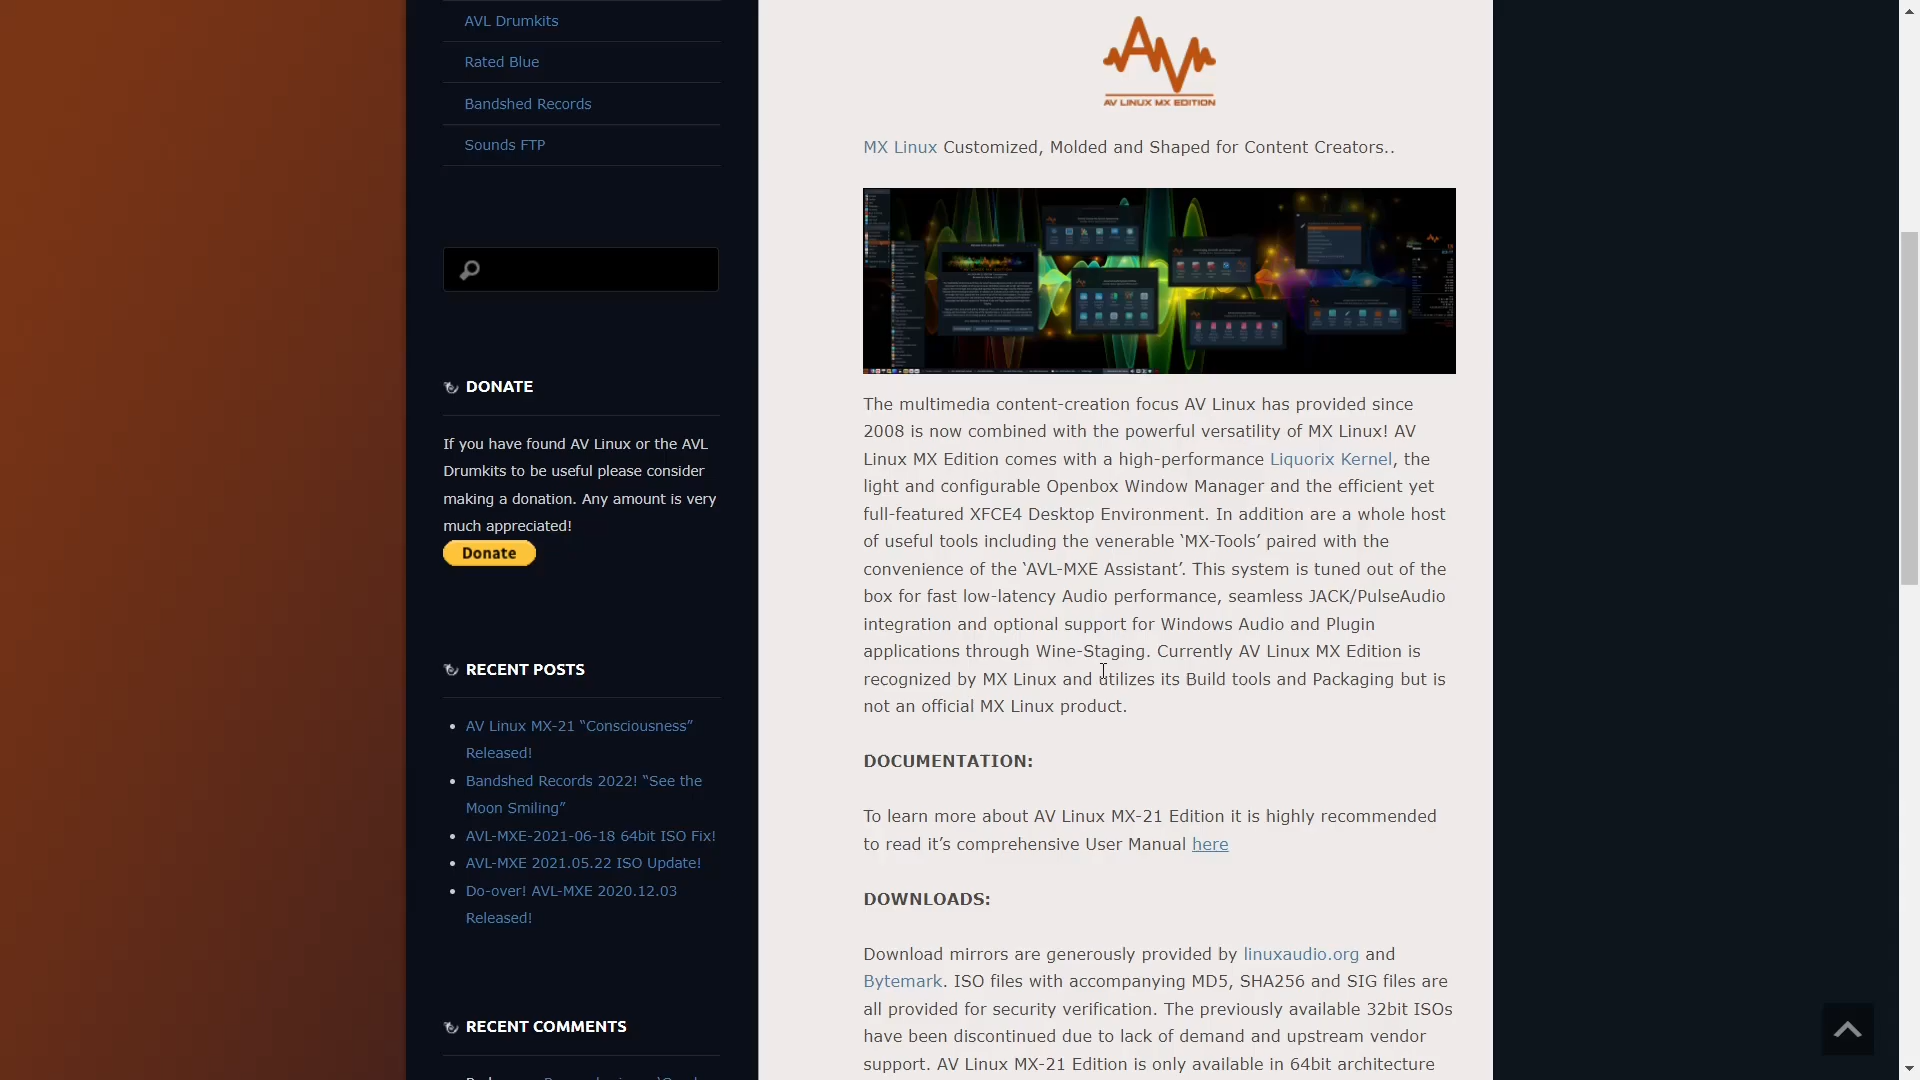 AVL Drumkits
Rated Blue
Bandshed Records
Sounds FTP
DONATE
If you have found AV Linux or the AVL
Drumkits to be useful please consider
making a donation. Any amount is very
much appreciated!
Donate
RECENT POSTS
AV Linux MX-21 “Consciousness”
Released!
Bandshed Records 2022! “See the
Moon Smiling”
AVL-MXE-2021-06-18 64bit ISO Fix!
AVL-MXE 2021.05.22 ISO Update!
Do-over! AVL-MXE 2020.12.03
Released!
RECENT COMMENTS
AV LINUX MX EDITION
MX Linux Customized, Molded and Shaped for Content Creators..
The multimedia content-creation focus AV Linux has provided since
2008 is now combined with the powerful versatility of MX Linux! AV
Linux MX Edition comes with a high-performance Liquorix Kernel, the
light and configurable Openbox Window Manager and the efficient yet
full-featured XFCE4 Desktop Environment. In addition are a whole host
of useful tools including the venerable ‘MX-Tools’ paired with the
convenience of the ‘AVL-MXE Assistant’. This system is tuned out of the
box for fast low-latency Audio performance, seamless JACK/PulseAudio
integration and optional support for Windows Audio and Plugin
applications through Wine-Staging. Currently AV Linux MX Edition is
recognized by MX Linux and utilizes its Build tools and Packaging but is
not an official MX Linux product.
DOCUMENTATION:
To learn more about AV Linux MX-21 Edition it is highly recommended
to read it’s comprehensive User Manual here
DOWNLOADS:
Download mirrors are generously provided by linuxaudio.org and
Bytemark. ISO files with accompanying MD5, SHA256 and SIG files are
all provided for security verification. The previously available 32bit ISOs
have been discontinued due to lack of demand and upstream vendor
support. AV Linux MX-21 Edition is only available in 64bit architecture